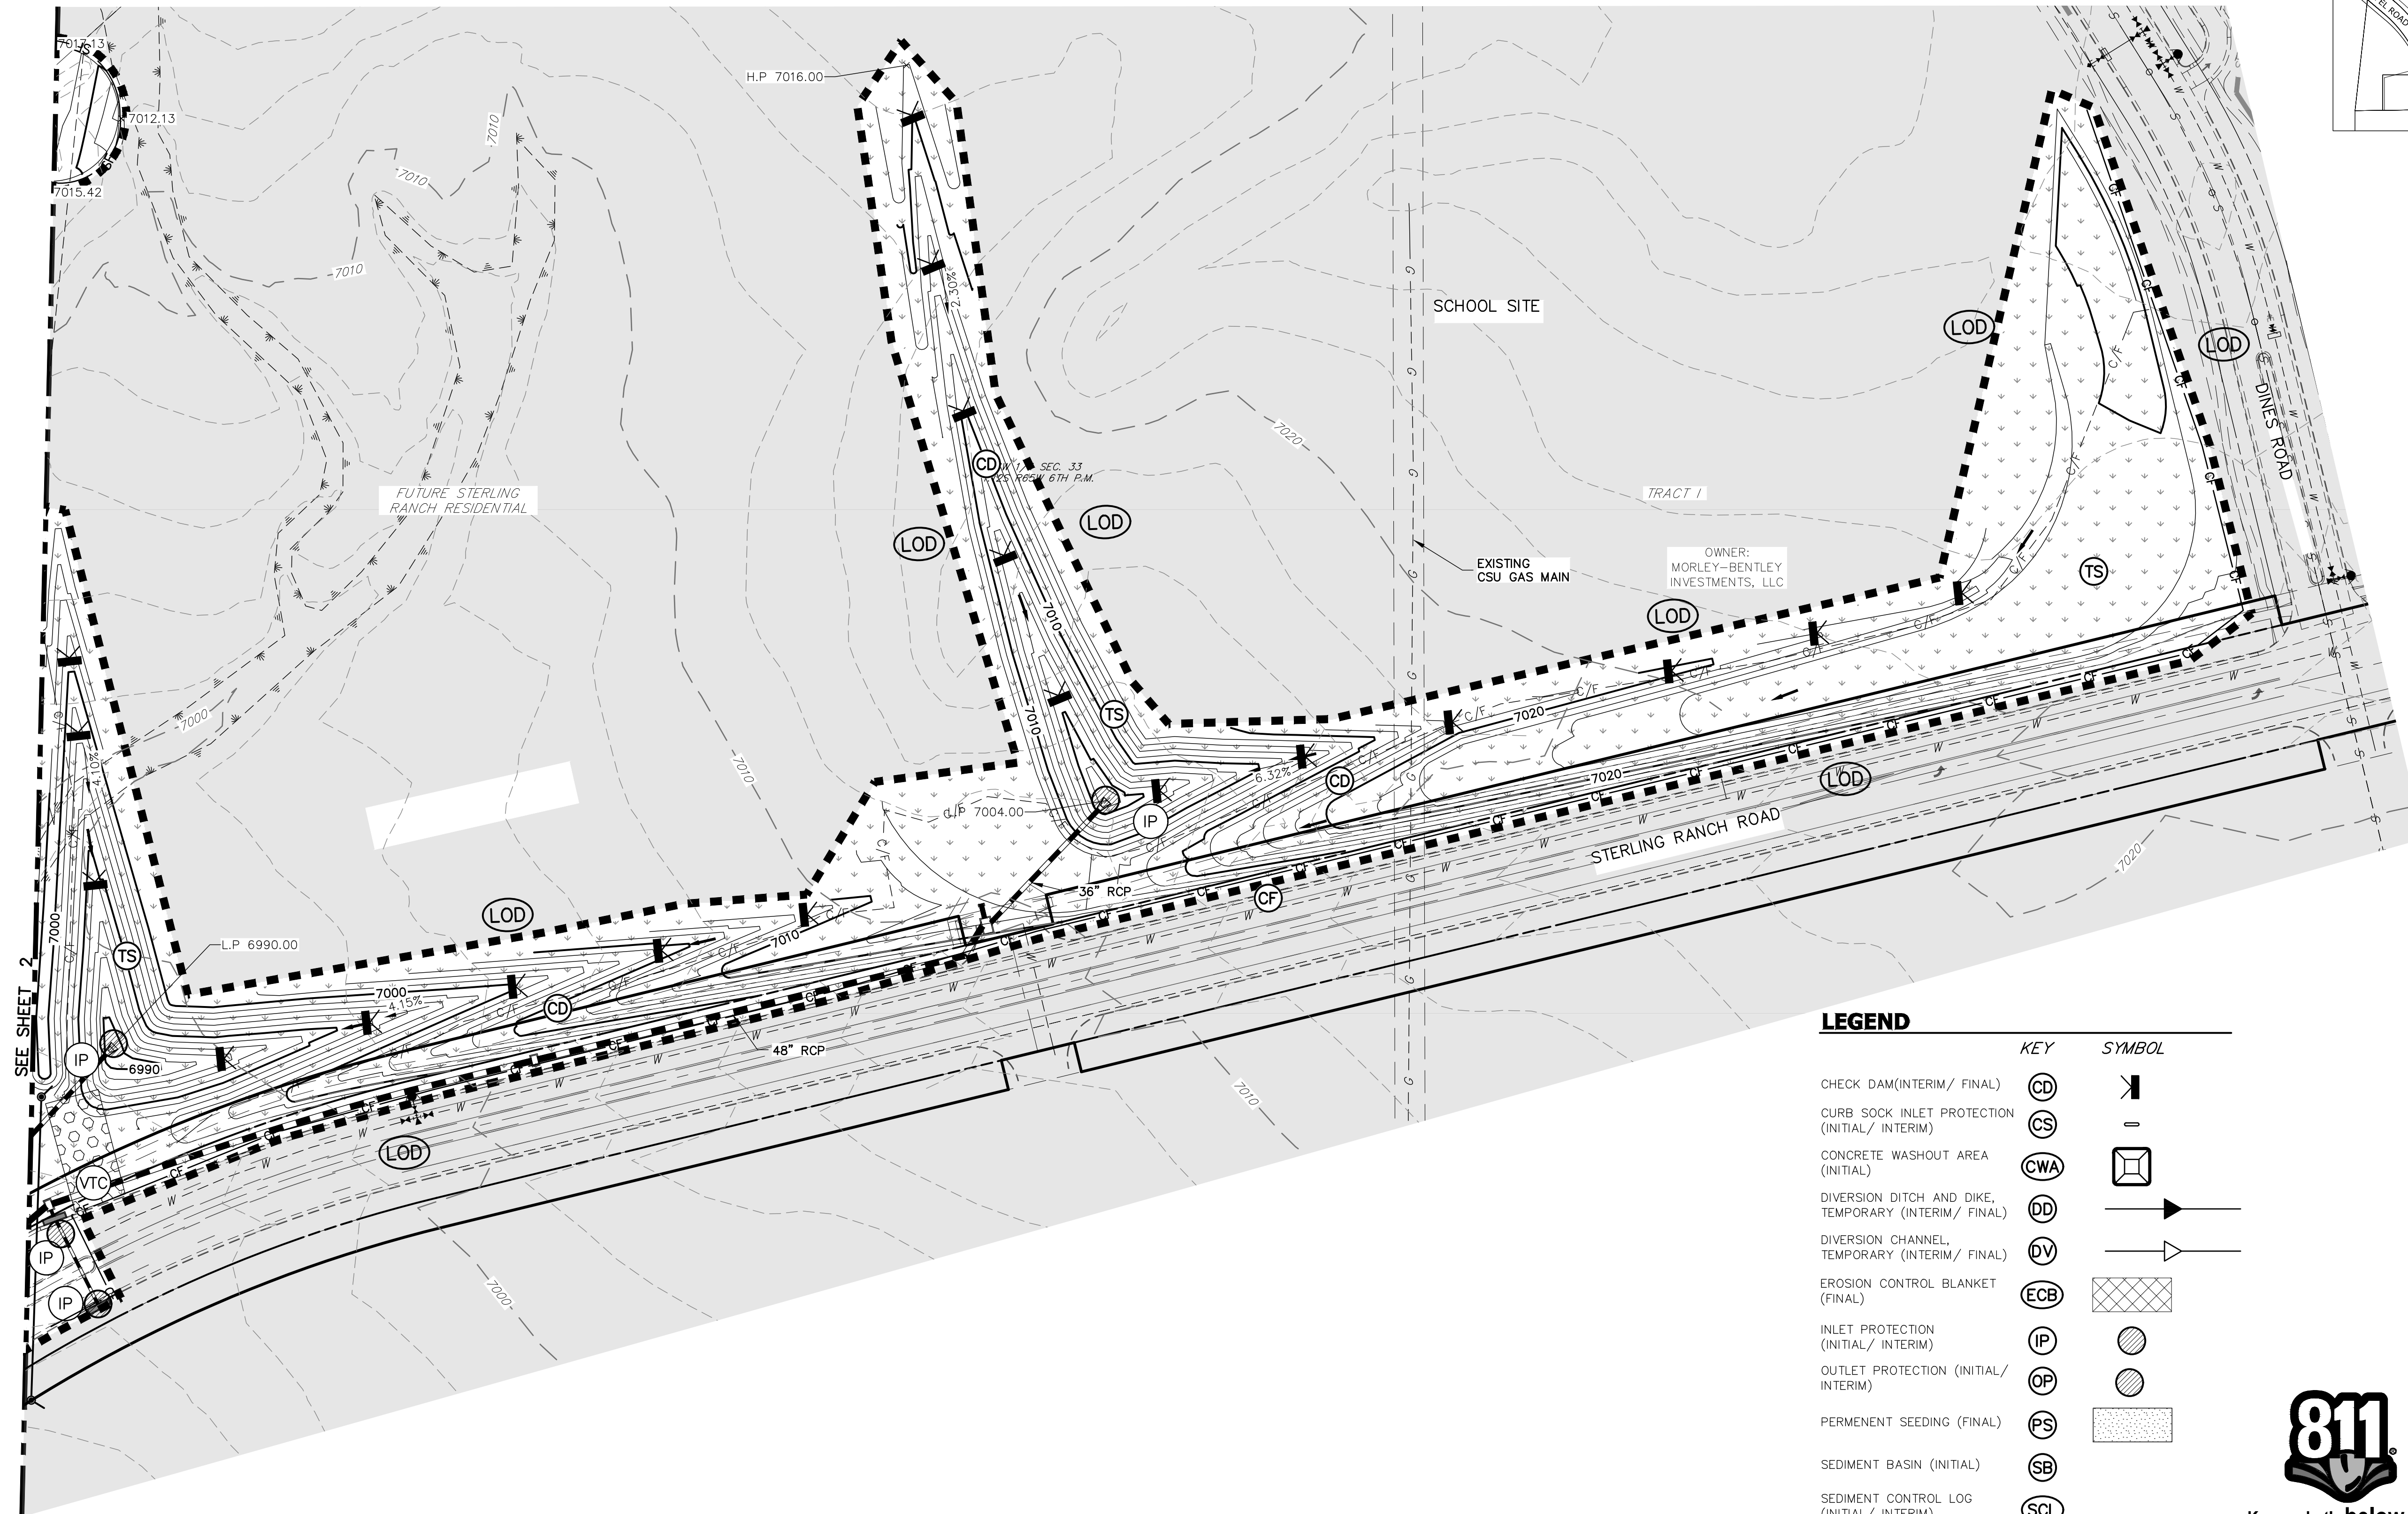 7017.13
7012.13
7015.42
H.P 7016.00
7010
7010
7010
2.30%
SCHOOL SITE
LOD
LOD
DINES ROAD
7020
CD
SEC. 33
R65W 6TH P.M.
FUTURE STERLING
RANCH RESIDENTIAL
TRACT I
LOD
LOD
EXISTING
CSU GAS MAIN
OWNER:
MORLEY-BENTLEY
INVESTMENTS, LLC
TS
LOD
7010
7010
TS
7020
7000
7010
4.10%
6.32%
CD
7020
LOD
L.P 7004.00
IP
STERLING RANCH ROAD
36" RCP
CF
7020
LOD
7010
L.P 6990.00
7000
TS
7000
4.15%
CD
SEE SHEET 2
IP
6990
48" RCP
7010
LOD
VTC
IP
IP
7000
LEGEND
KEY SYMBOL
CHECK DAM(INTERIM/ FINAL) CD
CURB SOCK INLET PROTECTION
(INITIAL/ INTERIM) CS
CONCRETE WASHOUT AREA
(INITIAL) CWA
DIVERSION DITCH AND DIKE,
TEMPORARY (INTERIM/ FINAL) DD
DIVERSION CHANNEL,
TEMPORARY (INTERIM/ FINAL) DV
EROSION CONTROL BLANKET
(FINAL) ECB
INLET PROTECTION
(INITIAL/ INTERIM) IP
OUTLET PROTECTION (INITIAL/
INTERIM) OP
PERMENENT SEEDING (FINAL) PS
SEDIMENT BASIN (INITIAL) SB
SEDIMENT CONTROL LOG
(INITIAL/ INTERIM) SCL
811